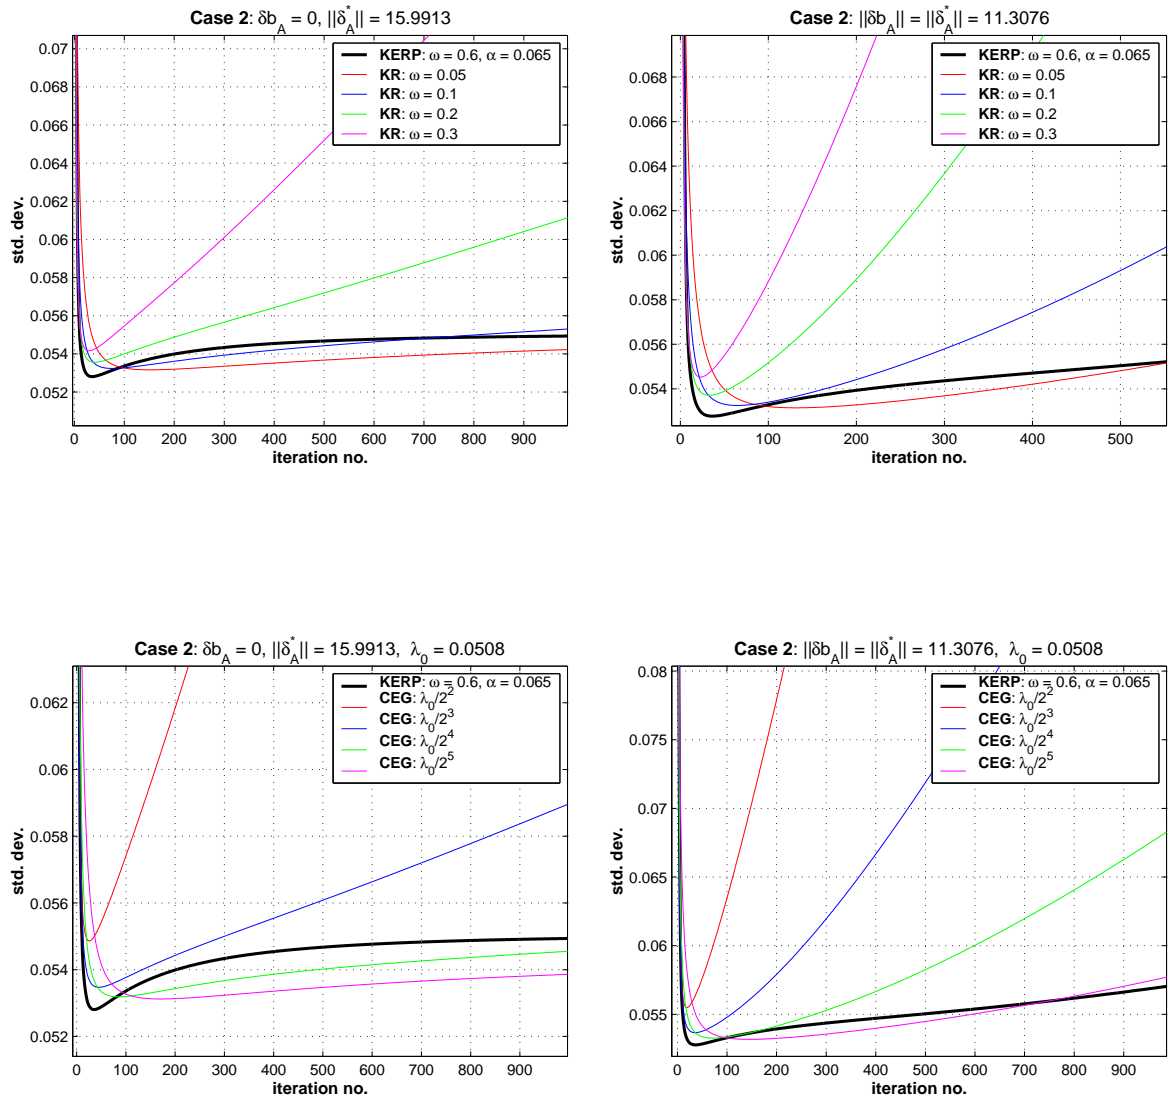 Case 2: δb_A = 0, ||δ_A^*|| = 15.9913
0.07
0.068
0.066
0.064
0.062
0.06
0.058
0.056
0.054
0.052
std. dev.
KERP: ω = 0.6, α = 0.065
KR: ω = 0.05
KR: ω = 0.1
KR: ω = 0.2
KR: ω = 0.3
0 100 200 300 400 500 600 700 800 900
iteration no.
Case 2: ||δb_A|| = ||δ_A^*|| = 11.3076
0.068
0.066
0.064
0.062
0.06
0.058
0.056
0.054
std. dev.
KERP: ω = 0.6, α = 0.065
KR: ω = 0.05
KR: ω = 0.1
KR: ω = 0.2
KR: ω = 0.3
0 100 200 300 400 500
iteration no.
Case 2: δb_A = 0, ||δ_A^*|| = 15.9913, λ_0 = 0.0508
0.062
0.06
0.058
0.056
0.054
0.052
std. dev.
KERP: ω = 0.6, α = 0.065
CEG: λ_0/2^2
CEG: λ_0/2^3
CEG: λ_0/2^4
CEG: λ_0/2^5
0 100 200 300 400 500 600 700 800 900
iteration no.
Case 2: ||δb_A|| = ||δ_A^*|| = 11.3076, λ_0 = 0.0508
0.08
0.075
0.07
0.065
0.06
0.055
std. dev.
KERP: ω = 0.6, α = 0.065
CEG: λ_0/2^2
CEG: λ_0/2^3
CEG: λ_0/2^4
CEG: λ_0/2^5
0 100 200 300 400 500 600 700 800 900
iteration no.